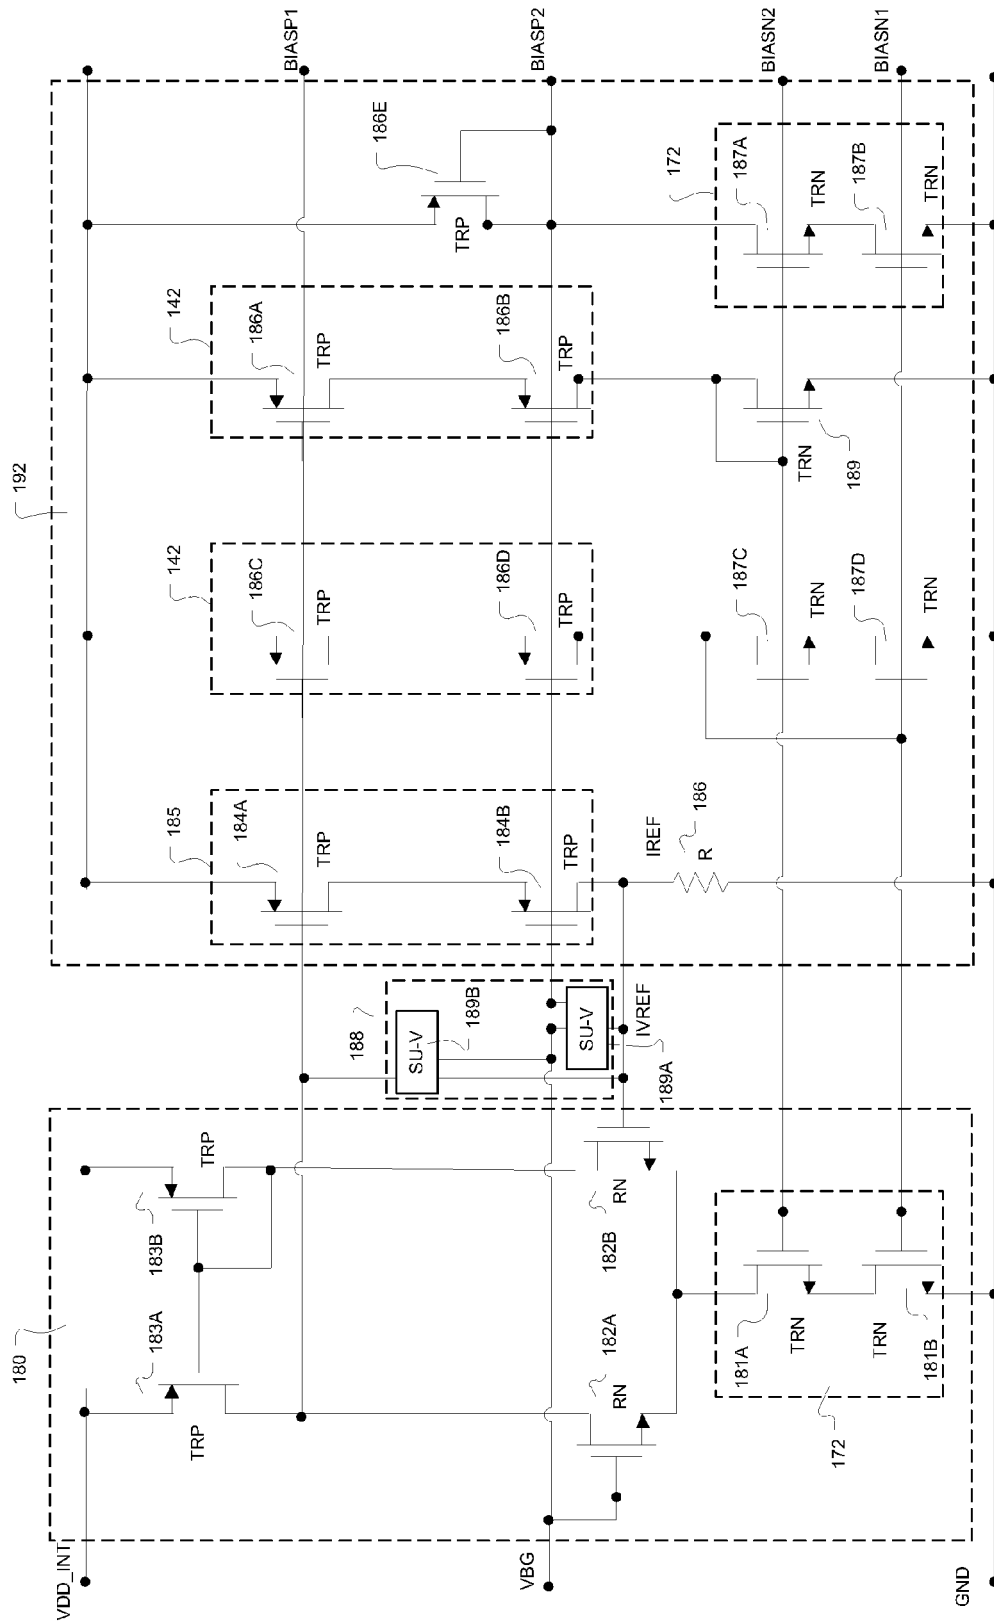 VDD_INT
VBG
GND
180
183A
183B
TRP
TRP
182A
182B
RN
RN
181A
181B
TRN
TRN
172
188
189B
SU-V
SU-V
189A
IVREF
192
185
184A
TRP
184B
TRP
IREF
186
R
142
186C
TRP
186D
TRP
187C
TRN
187D
TRN
142
186A
TRP
186B
TRP
TRN
189
186E
TRP
172
187A
TRN
187B
TRN
BIASP1
BIASP2
BIASN2
BIASN1